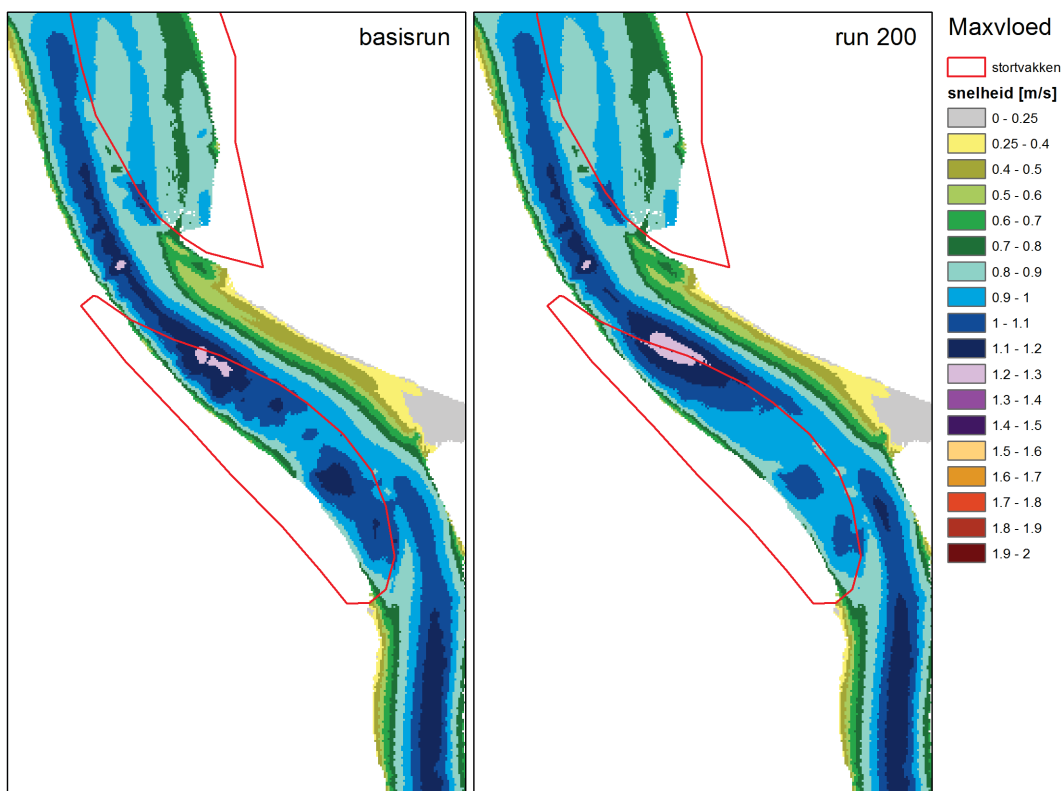 basisrun
run 200
Maxvloed
stortvakken
snelheid [m/s]
0 - 0.25
0.25 - 0.4
0.4 - 0.5
0.5 - 0.6
0.6 - 0.7
0.7 - 0.8
0.8 - 0.9
0.9 - 1
1 - 1.1
1.1 - 1.2
1.2 - 1.3
1.3 - 1.4
1.4 - 1.5
1.5 - 1.6
1.6 - 1.7
1.7 - 1.8
1.8 - 1.9
1.9 - 2